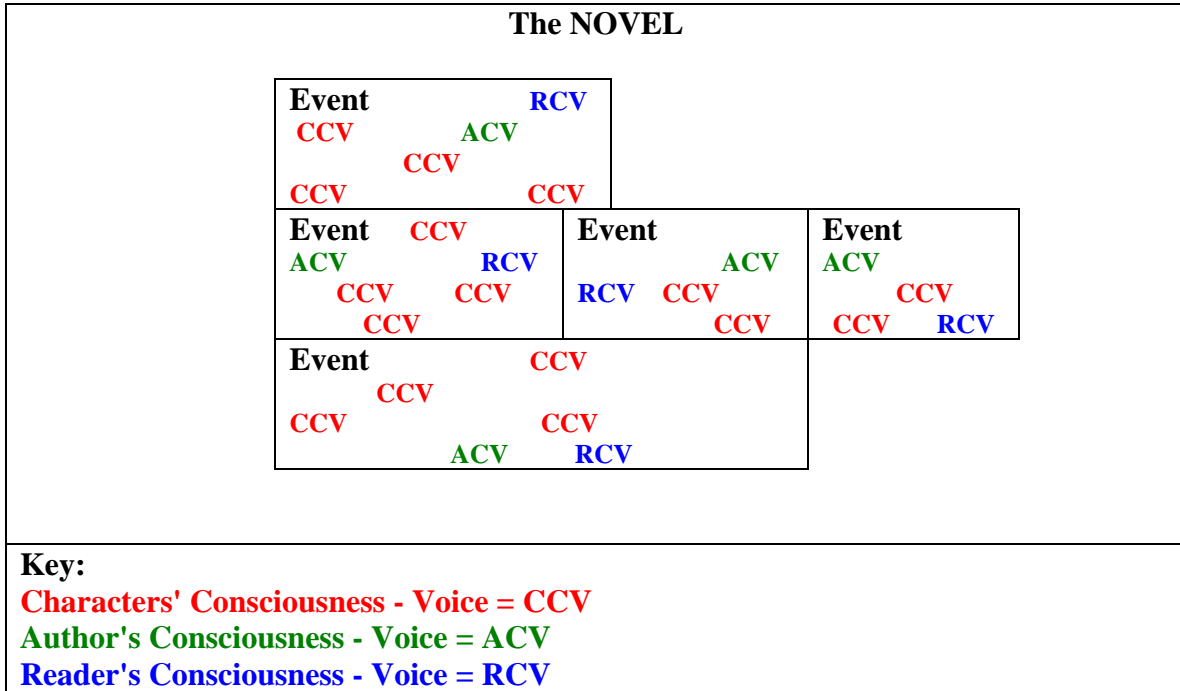 The NOVEL
Event RCV
CCV ACV
CCV
CCV CCV
Event CCV
ACV RCV
CCV CCV
CCV
Event
ACV
RCV CCV
CCV
Event
ACV
CCV
CCV RCV
Event CCV
CCV
CCV CCV
ACV RCV
Key:
Characters' Consciousness - Voice = CCV
Author's Consciousness - Voice = ACV
Reader's Consciousness - Voice = RCV